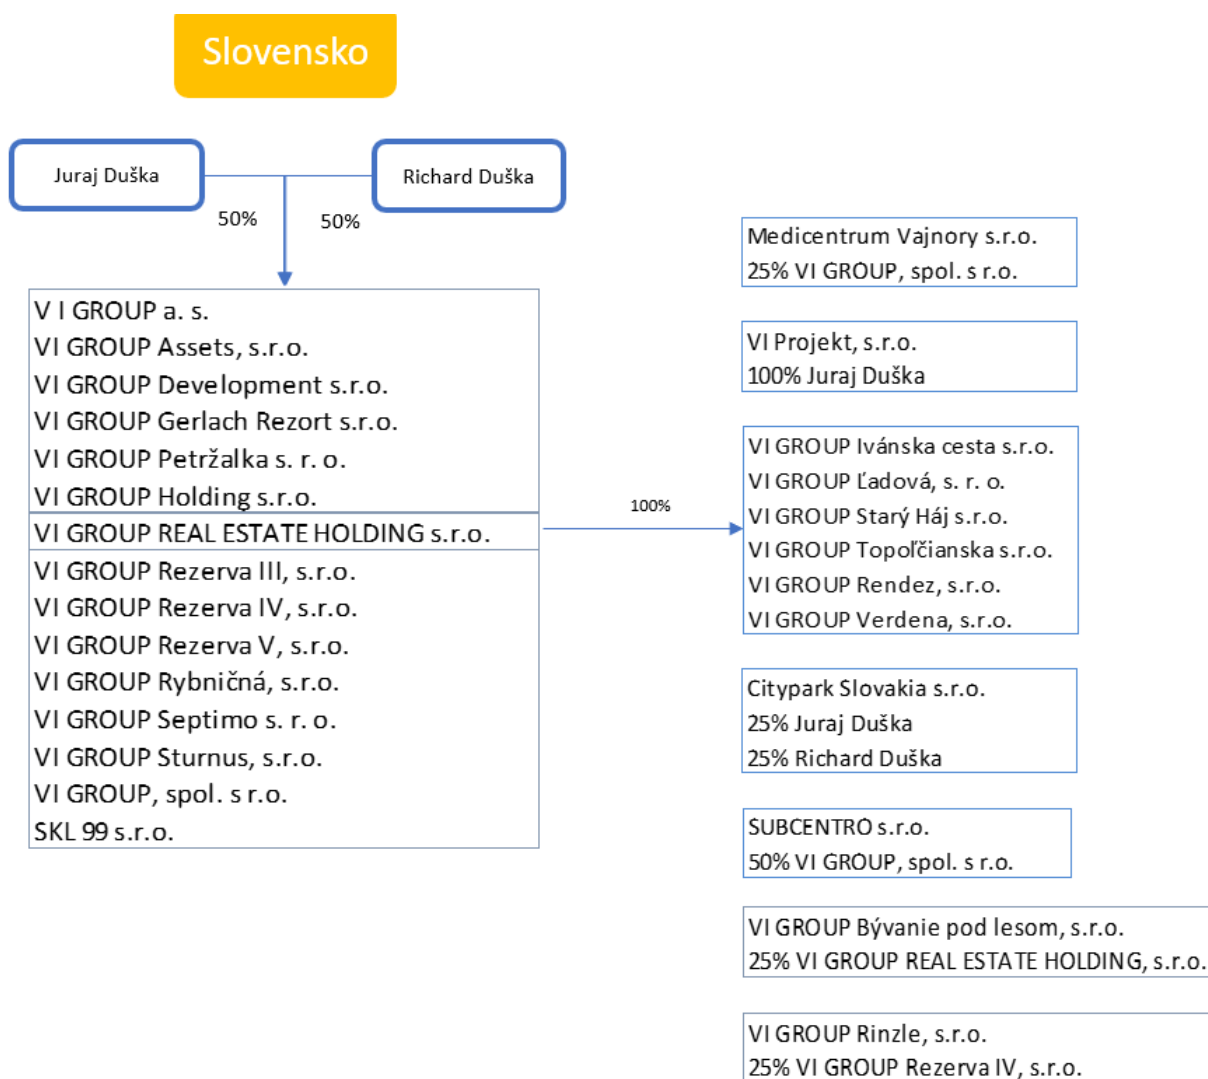 Slovensko
Juraj Duška
Richard Duška
50%
50%
V I GROUP a. s.
VI GROUP Assets, s.r.o.
VI GROUP Development s.r.o.
VI GROUP Gerlach Rezort s.r.o.
VI GROUP Petržalka s. r. o.
VI GROUP Holding s.r.o.
VI GROUP REAL ESTATE HOLDING s.r.o.
VI GROUP Rezerva III, s.r.o.
VI GROUP Rezerva IV, s.r.o.
VI GROUP Rezerva V, s.r.o.
VI GROUP Rybničná, s.r.o.
VI GROUP Septimo s. r. o.
VI GROUP Sturnus, s.r.o.
VI GROUP, spol. s r.o.
SKL 99 s.r.o.
100%
Medicentrum Vajnory s.r.o.
25% VI GROUP, spol. s r.o.
VI Projekt, s.r.o.
100% Juraj Duška
VI GROUP Ivánska cesta s.r.o.
VI GROUP Ľadová, s. r. o.
VI GROUP Starý Háj s.r.o.
VI GROUP Topoľčianska s.r.o.
VI GROUP Rendez, s.r.o.
VI GROUP Verdena, s.r.o.
Citypark Slovakia s.r.o.
25% Juraj Duška
25% Richard Duška
SUBCENTRO s.r.o.
50% VI GROUP, spol. s r.o.
VI GROUP Bývanie pod lesom, s.r.o.
25% VI GROUP REAL ESTATE HOLDING, s.r.o.
VI GROUP Rinzle, s.r.o.
25% VI GROUP Rezerva IV, s.r.o.